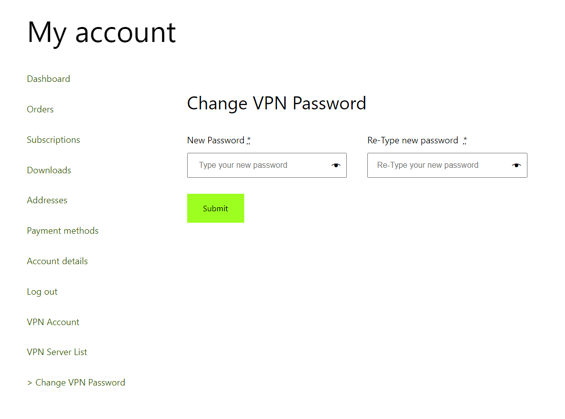 My account
Dashboard
Orders
Subscriptions
Downloads
Addresses
Payment methods
Account details
Log out
VPN Account
VPN Server List
> Change VPN Password
Change VPN Password
New Password *
Re-Type new password *
Type your new password
Re-Type your new password
Submit